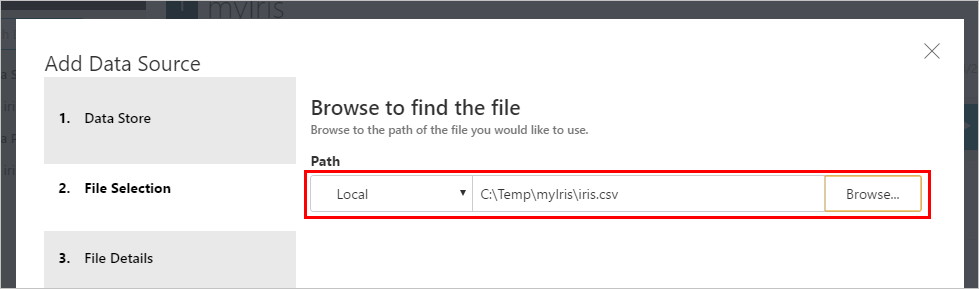 myIris
Add Data Source
1. Data Store
2. File Selection
3. File Details
Browse to find the file
Browse to the path of the file you would like to use.
Path
Local C:\Temp\myIris\iris.csv Browse...